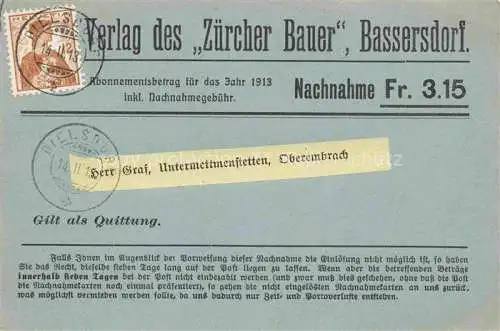 Verlag des „Zürcher Bauer“, Bassersdorf.
Abonnementsbetrag für das Jahr 1913
inkl. Nachnahmegebühr.
Nachnahme Fr. 3.15
DIELSDORF
14.II.13
Herr Graf, Untermettmenstetten, Oberembrach
Gilt als Quittung.
Falls Ihnen im Augenblick der Vorweisung dieser Nachnahme die Einlösung nicht möglich ist, so haben
Sie das Recht, dieselbe sieben Tage lang auf der Post liegen zu lassen. Wenn aber die betreffenden Beträge
innerhalb sieben Tagen bei der Post nicht einbezahlt werden (und zwar muß dies geschehen, ohne daß die Post
die Nachnahmekarten noch einmal präsentiert), so gehen die nicht eingelösten Nachnahmekarten an uns zurück,
was möglichst vermieden werden sollte, da uns dadurch nur Zeit- und Portoverluste entstehen.